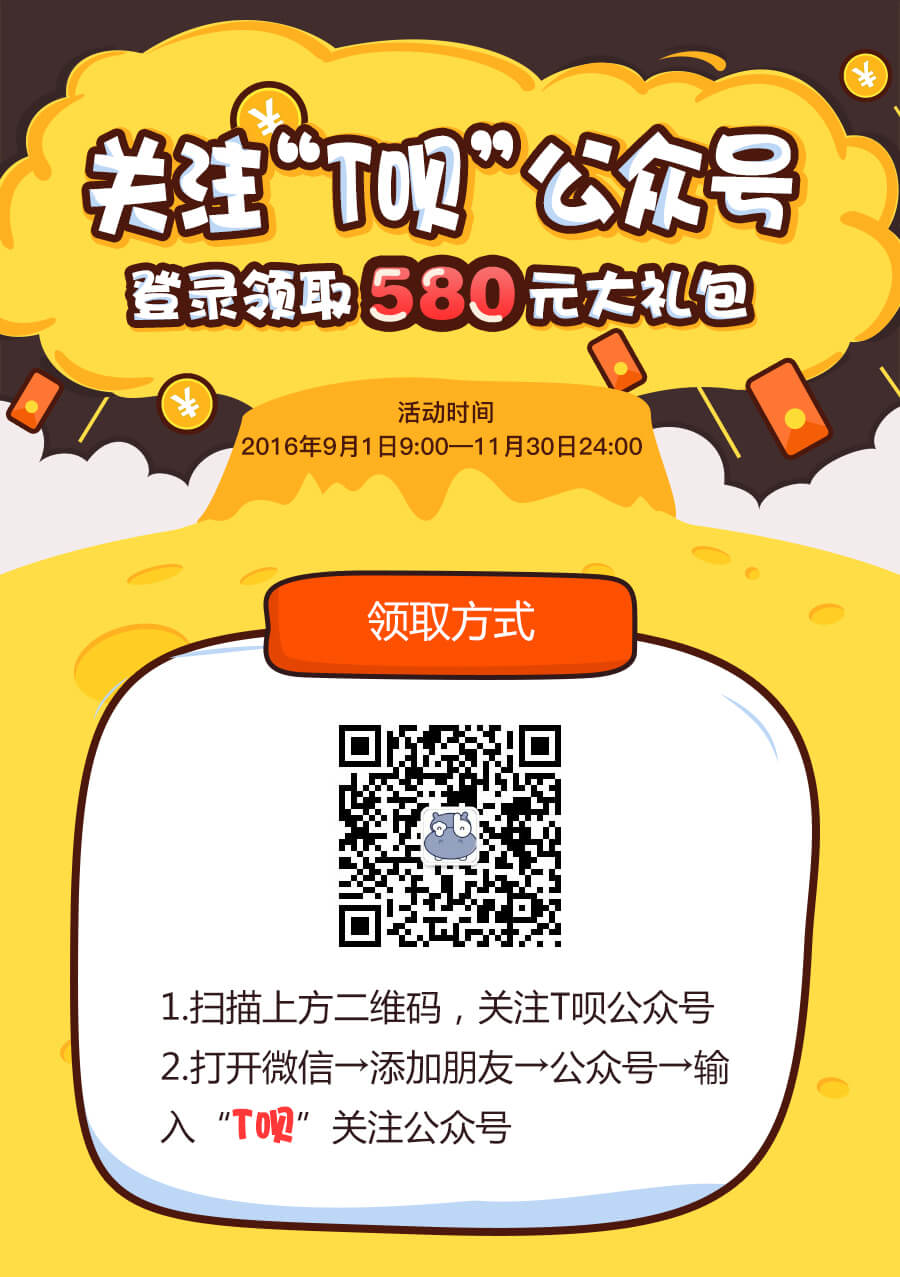 关注“T呗”公众号
登录领取580元大礼包
活动时间
2016年9月1日9:00—11月30日24:00
领取方式
1.扫描上方二维码，关注T呗公众号
2.打开微信→添加朋友→公众号→输
入“T呗”关注公众号